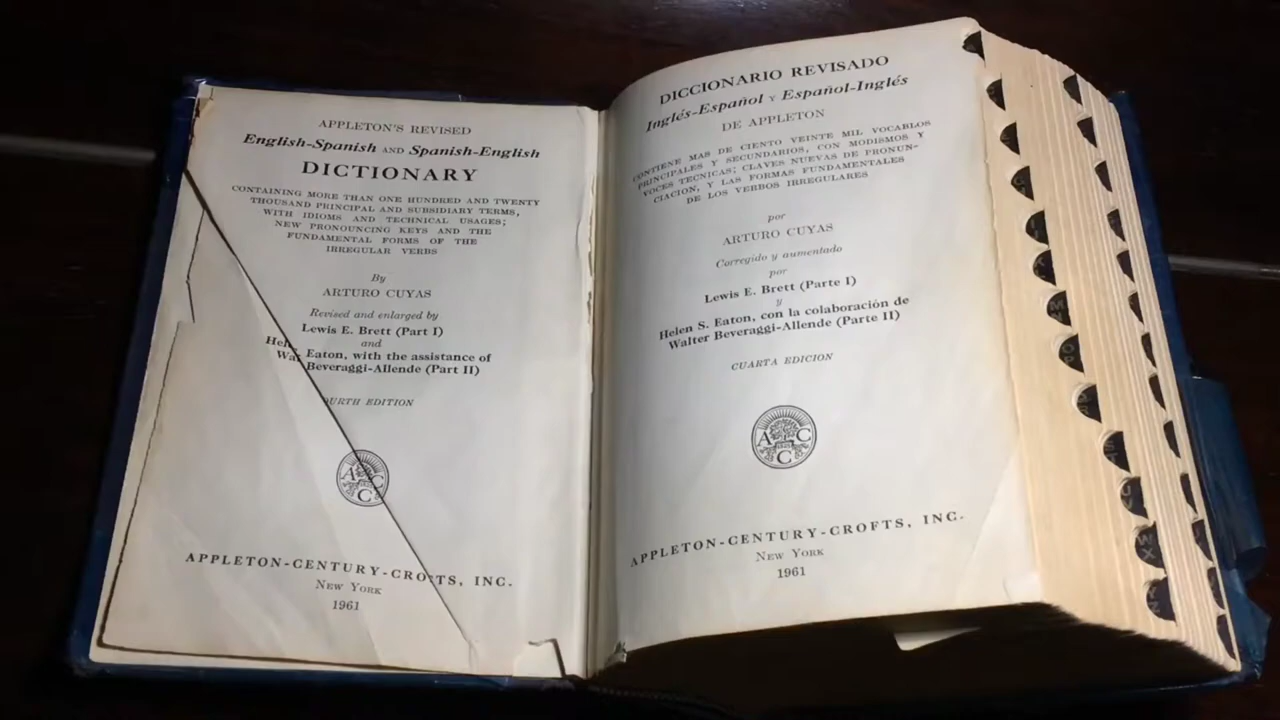 APPLETON'S REVISED
English-Spanish AND Spanish-English
DICTIONARY
CONTAINING MORE THAN ONE HUNDRED AND TWENTY
THOUSAND PRINCIPAL AND SUBSIDIARY TERMS,
WITH IDIOMS AND TECHNICAL USAGES;
NEW PRONOUNCING KEYS AND THE
FUNDAMENTAL FORMS OF THE
IRREGULAR VERBS
By
ARTURO CUYAS
Revised and enlarged by
Lewis E. Brett (Part I)
and
Eaton, with the assistance of
Beveraggi-Allende (Part II)
EDITION
A C
C
APPLETON-CENTURY-CROFTS, INC.
NEW YORK
1961
DICCIONARIO REVISADO
Inglés-Español Y Español-Inglés
DE APPLETON
CONTIENE MAS DE CIENTO VEINTE MIL VOCABLOS
PRINCIPALES Y SECUNDARIOS, CON MODISMOS Y
VOCES TECNICAS; CLAVES NUEVAS DE PRONUN-
CIACION, Y LAS FORMAS FUNDAMENTALES
DE LOS VERBOS IRREGULARES
por
ARTURO CUYAS
Corregido y aumentado
por
Lewis E. Brett (Parte I)
y
Helen S. Eaton, con la colaboración de
Walter Beveraggi-Allende (Parte II)
CUARTA EDICION
A C
C
APPLETON-CENTURY-CROFTS, INC.
NEW YORK
1961
M
N
O
P
U
V
W
X
Y
Z